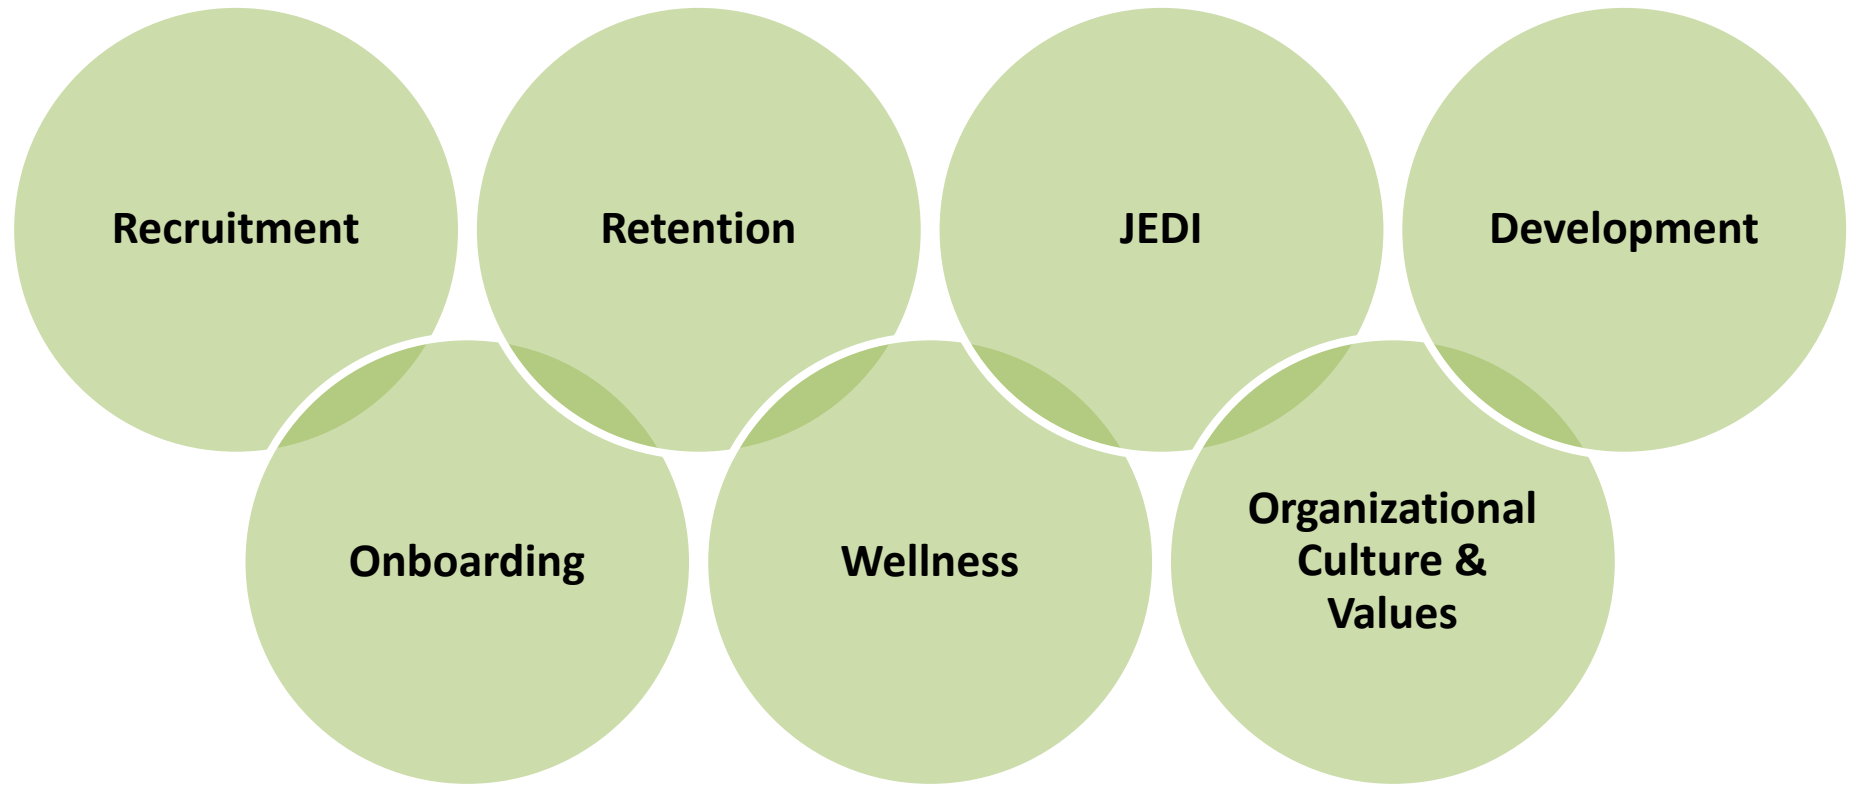 Recruitment
Retention
JEDI
Development
Onboarding
Wellness
Organizational
Culture &
Values